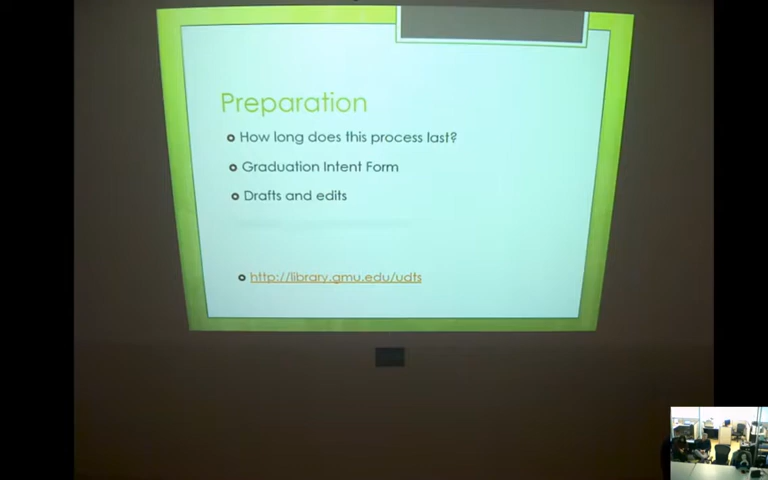 Preparation
How long does this process last?
Graduation Intent Form
Drafts and edits
http://library.gmu.edu/udts